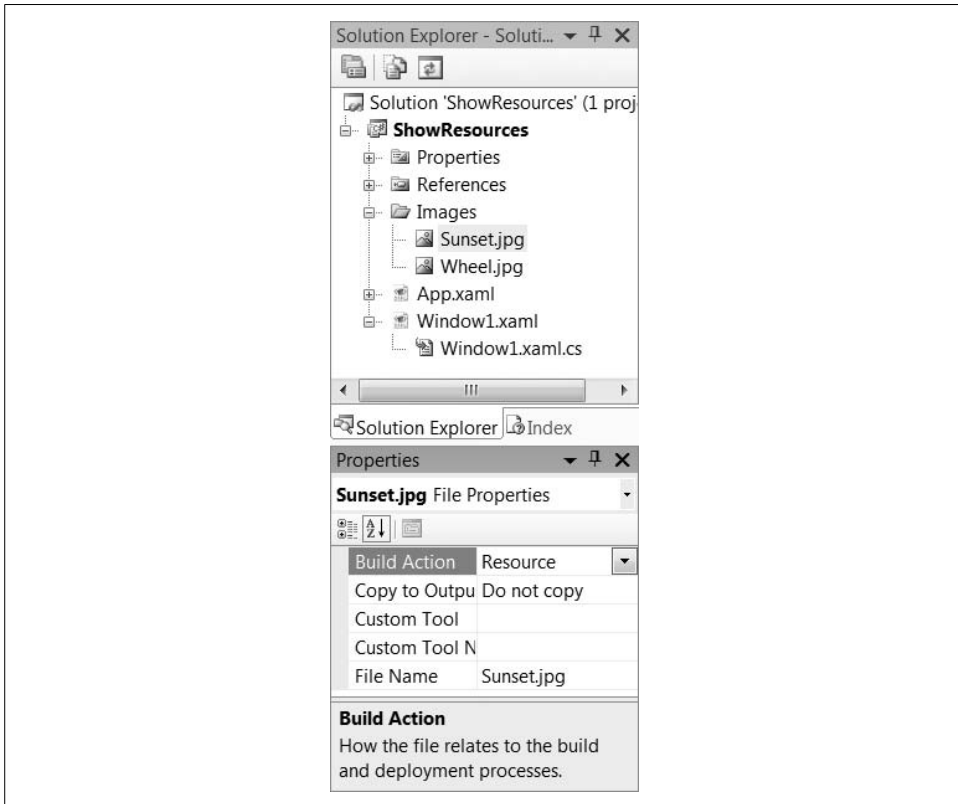 Solution Explorer - Soluti...
Solution 'ShowResources' (1 proj
ShowResources
Properties
References
Images
Sunset.jpg
Wheel.jpg
App.xaml
Window1.xaml
Window1.xaml.cs
Solution Explorer Index
Properties
Sunset.jpg File Properties
Build Action Resource
Copy to Outpu Do not copy
Custom Tool
Custom Tool N
File Name Sunset.jpg
Build Action
How the file relates to the build
and deployment processes.